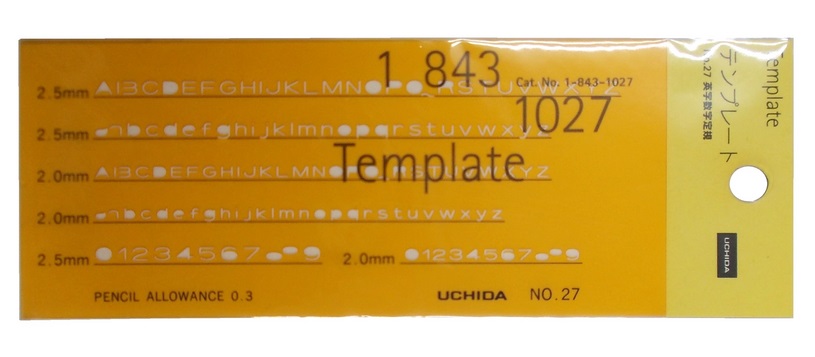 1 843
Cat. No. 1-843-1027
1027
Template
2.5mm ABCDEFGHIJKLMNOPQRSTUVWXYZ
2.5mm abcdefghijklmnopqrstuvwxyz
2.0mm ABCDEFGHIJKLMNOPQRSTUVWXYZ
2.0mm abcdefghijklmnopqrstuvwxyz
2.5mm 0123456789 2.0mm 0123456789
PENCIL ALLOWANCE 0.3 UCHIDA NO.27
Template
テンプレート
No.27 英字数字定規
UCHIDA